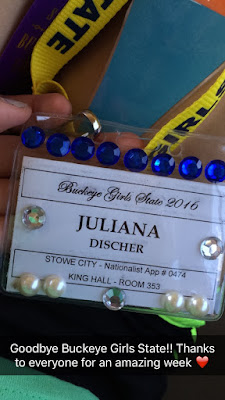 STATE
Buckeye Girls State 2016
JULIANA
DISCHER
STOWE CITY - Nationalist App # 0474
KING HALL - ROOM 353
Goodbye Buckeye Girls State!! Thanks
to everyone for an amazing week ❤️